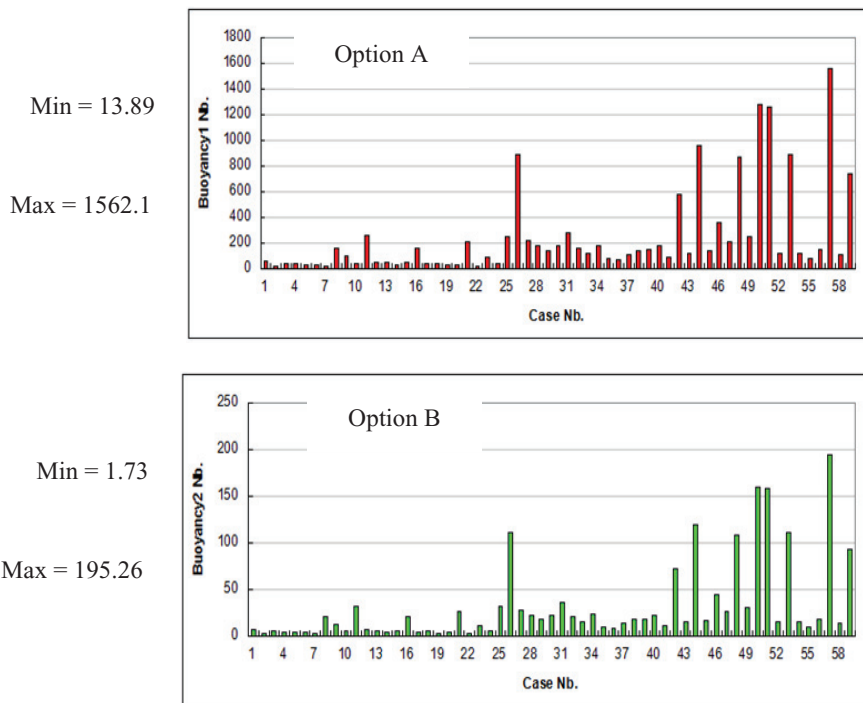 Option A
Min = 13.89
Max = 1562.1
Buoyancy1 Nb.
1800
1600
1400
1200
1000
800
600
400
200
0
1 4 7 10 13 16 19 22 25 28 31 34 37 40 43 46 49 52 55 58
Case Nb.
Option B
Min = 1.73
Max = 195.26
Buoyancy2 Nb.
250
200
150
100
50
0
1 4 7 10 13 16 19 22 25 28 31 34 37 40 43 46 49 52 55 58
Case Nb.